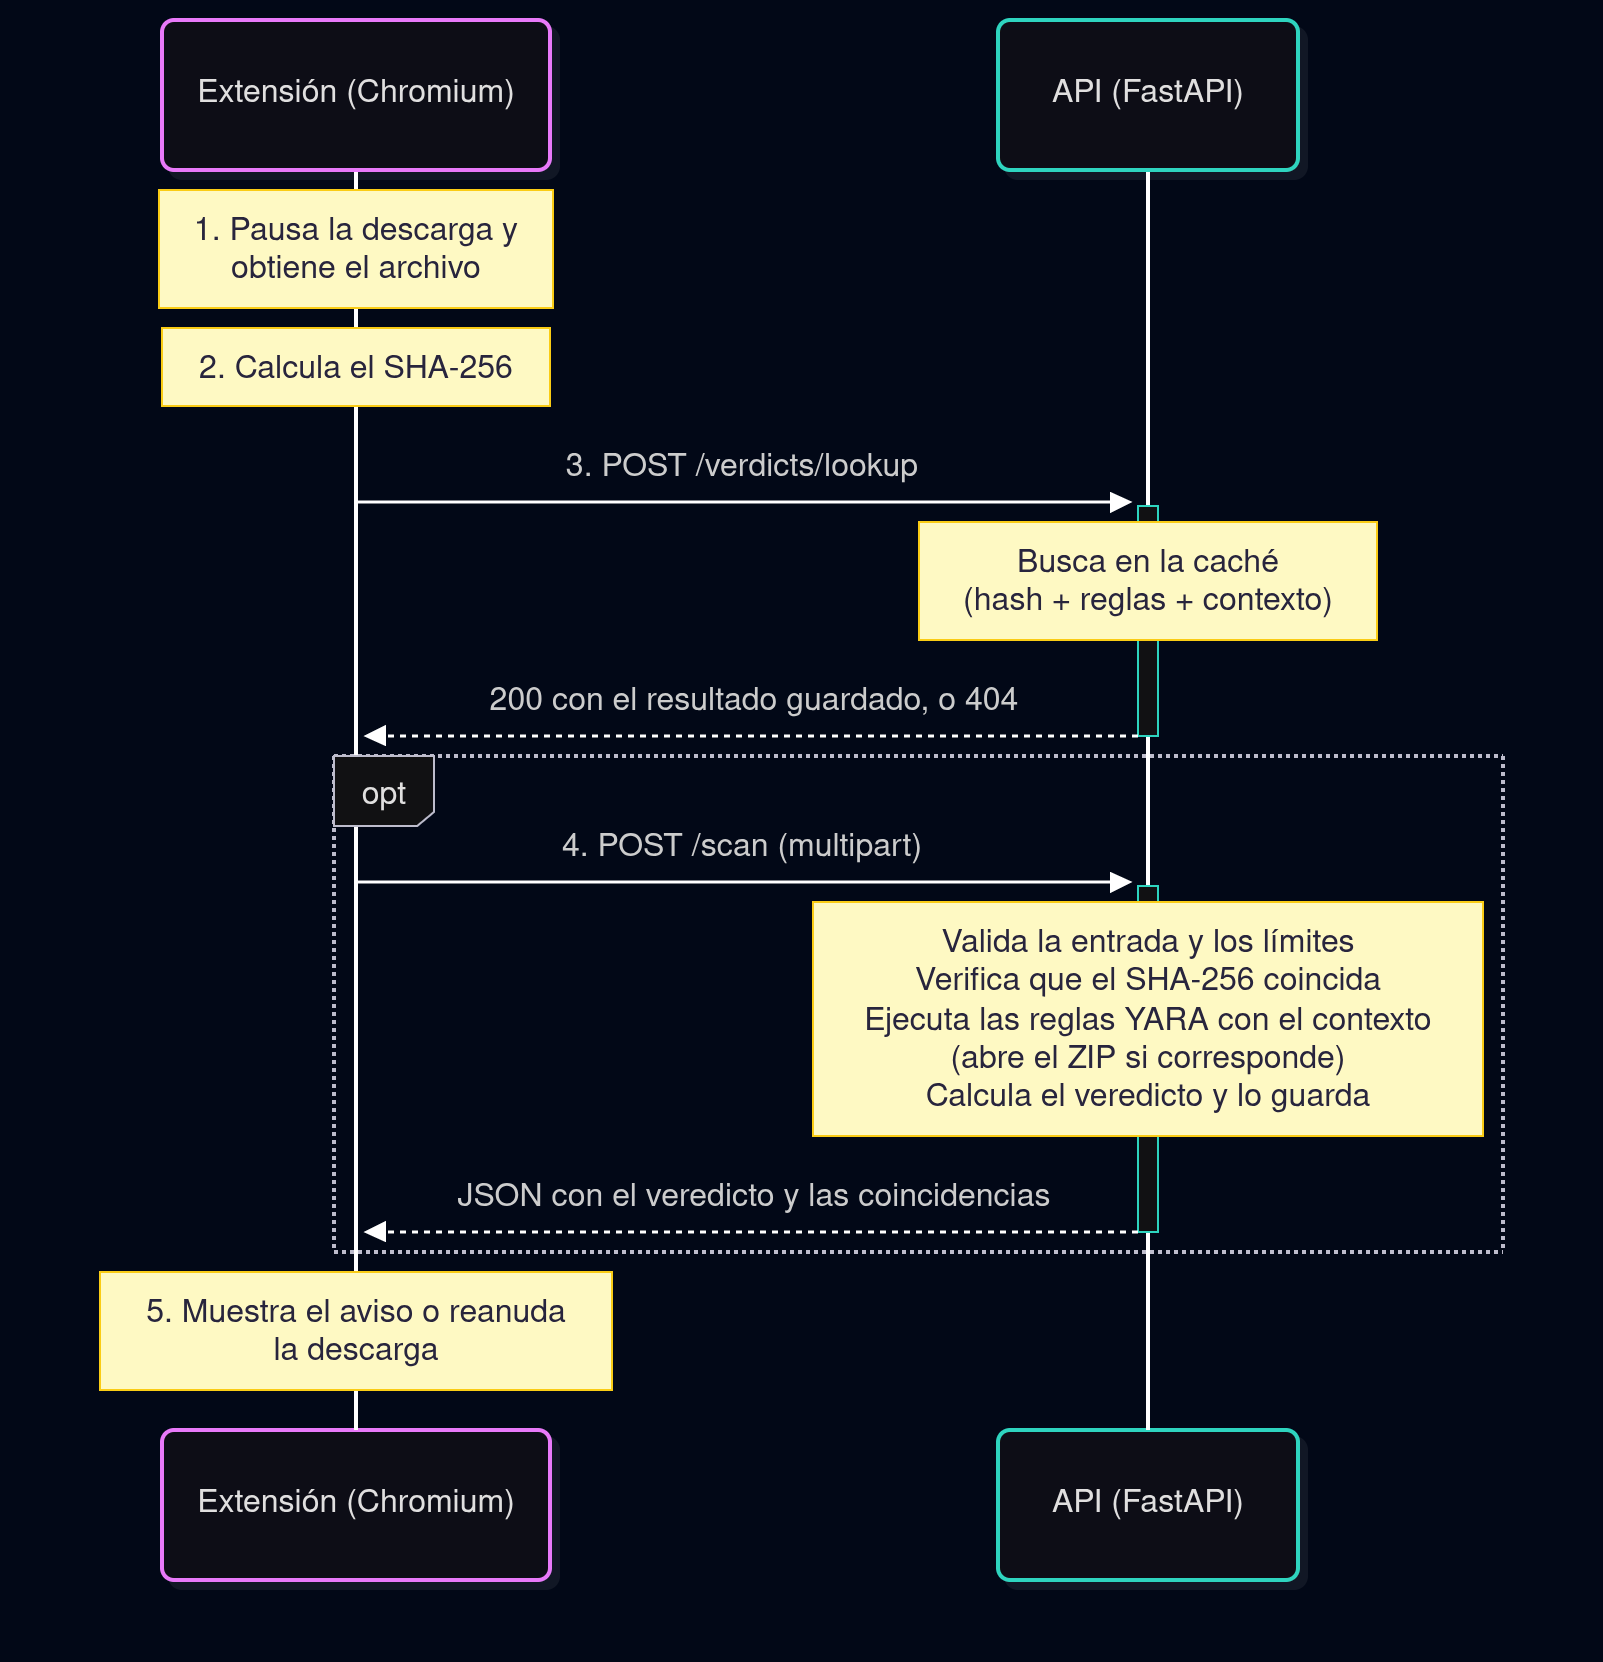 Extensión (Chromium)
API (FastAPI)
1. Pausa la descarga y
obtiene el archivo
2. Calcula el SHA-256
3. POST /verdicts/lookup
Busca en la caché
(hash + reglas + contexto)
200 con el resultado guardado, o 404
opt
4. POST /scan (multipart)
Valida la entrada y los límites
Verifica que el SHA-256 coincida
Ejecuta las reglas YARA con el contexto
(abre el ZIP si corresponde)
Calcula el veredicto y lo guarda
JSON con el veredicto y las coincidencias
5. Muestra el aviso o reanuda
la descarga
Extensión (Chromium)
API (FastAPI)